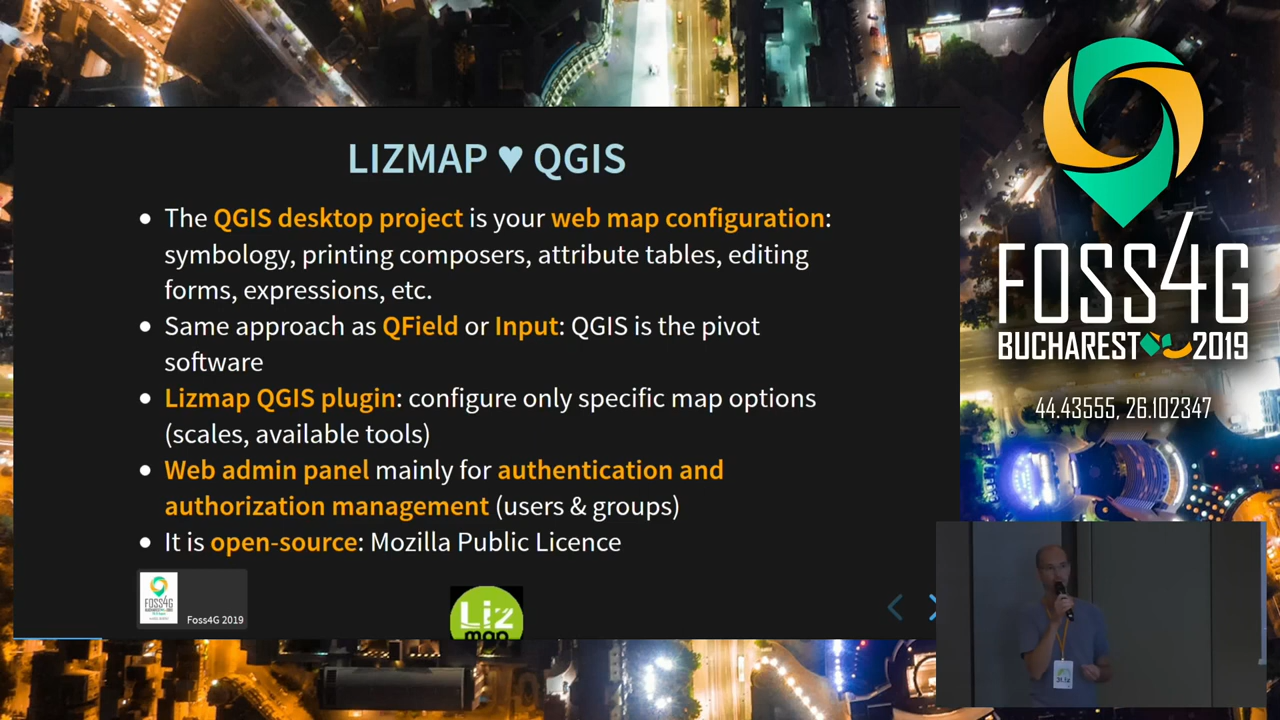 LIZMAP ♥ QGIS
The QGIS desktop project is your web map configuration:
symbology, printing composers, attribute tables, editing
forms, expressions, etc.
Same approach as QField or Input: QGIS is the pivot
software
Lizmap QGIS plugin: configure only specific map options
(scales, available tools)
Web admin panel mainly for authentication and
authorization management (users & groups)
It is open-source: Mozilla Public Licence
FOSS4G
Foss4G 2019
Liz
map
FOSS4G
BUCHAREST 2019
44.43555, 26.102347